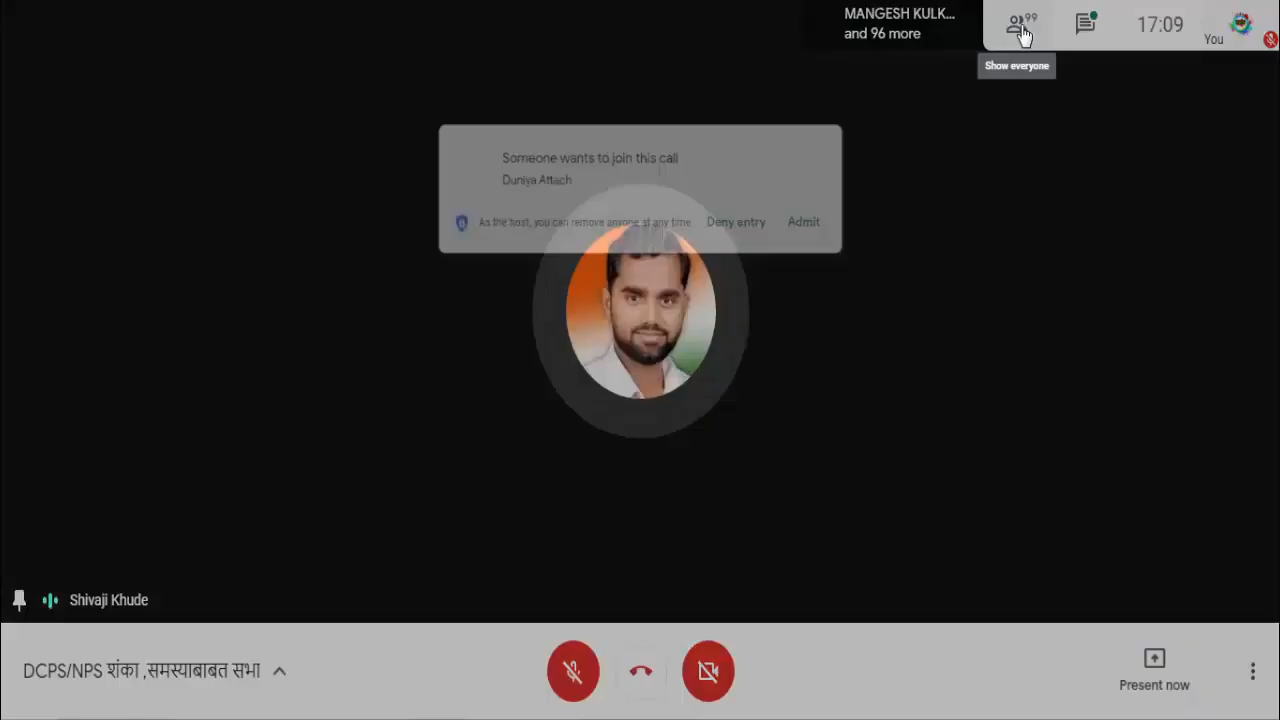 MANGESH KULK...
and 96 more
99
17:09
You
Show everyone
Someone wants to join this call
Duniya Attach
As the host, you can remove anyone at any time
Deny entry
Admit
Shivaji Khude
DCPS/NPS शंका ,समस्याबाबत सभा
Present now